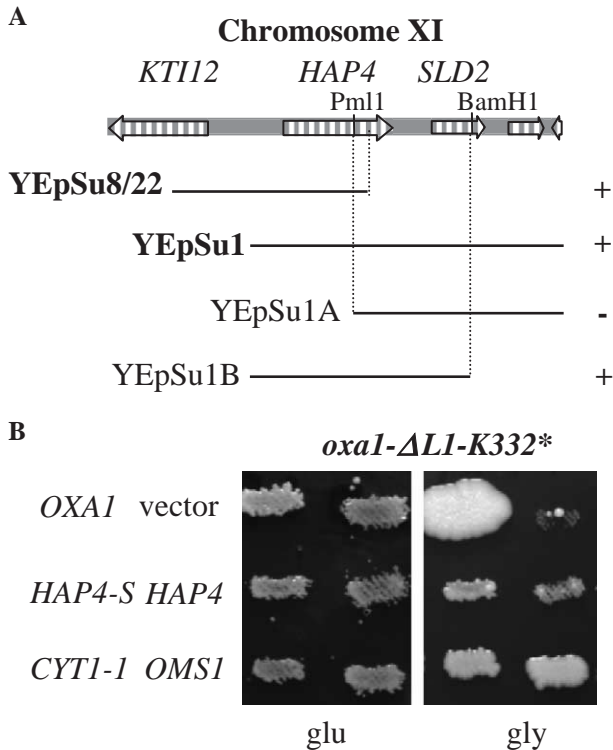 A
Chromosome XI
KTI12 HAP4 SLD2
Pml1 BamH1
YEpSu8/22 +
YEpSu1 +
YEpSu1A -
YEpSu1B +
B
oxa1-ΔL1-K332*
OXA1 vector
HAP4-S HAP4
CYT1-1 OMS1
glu gly